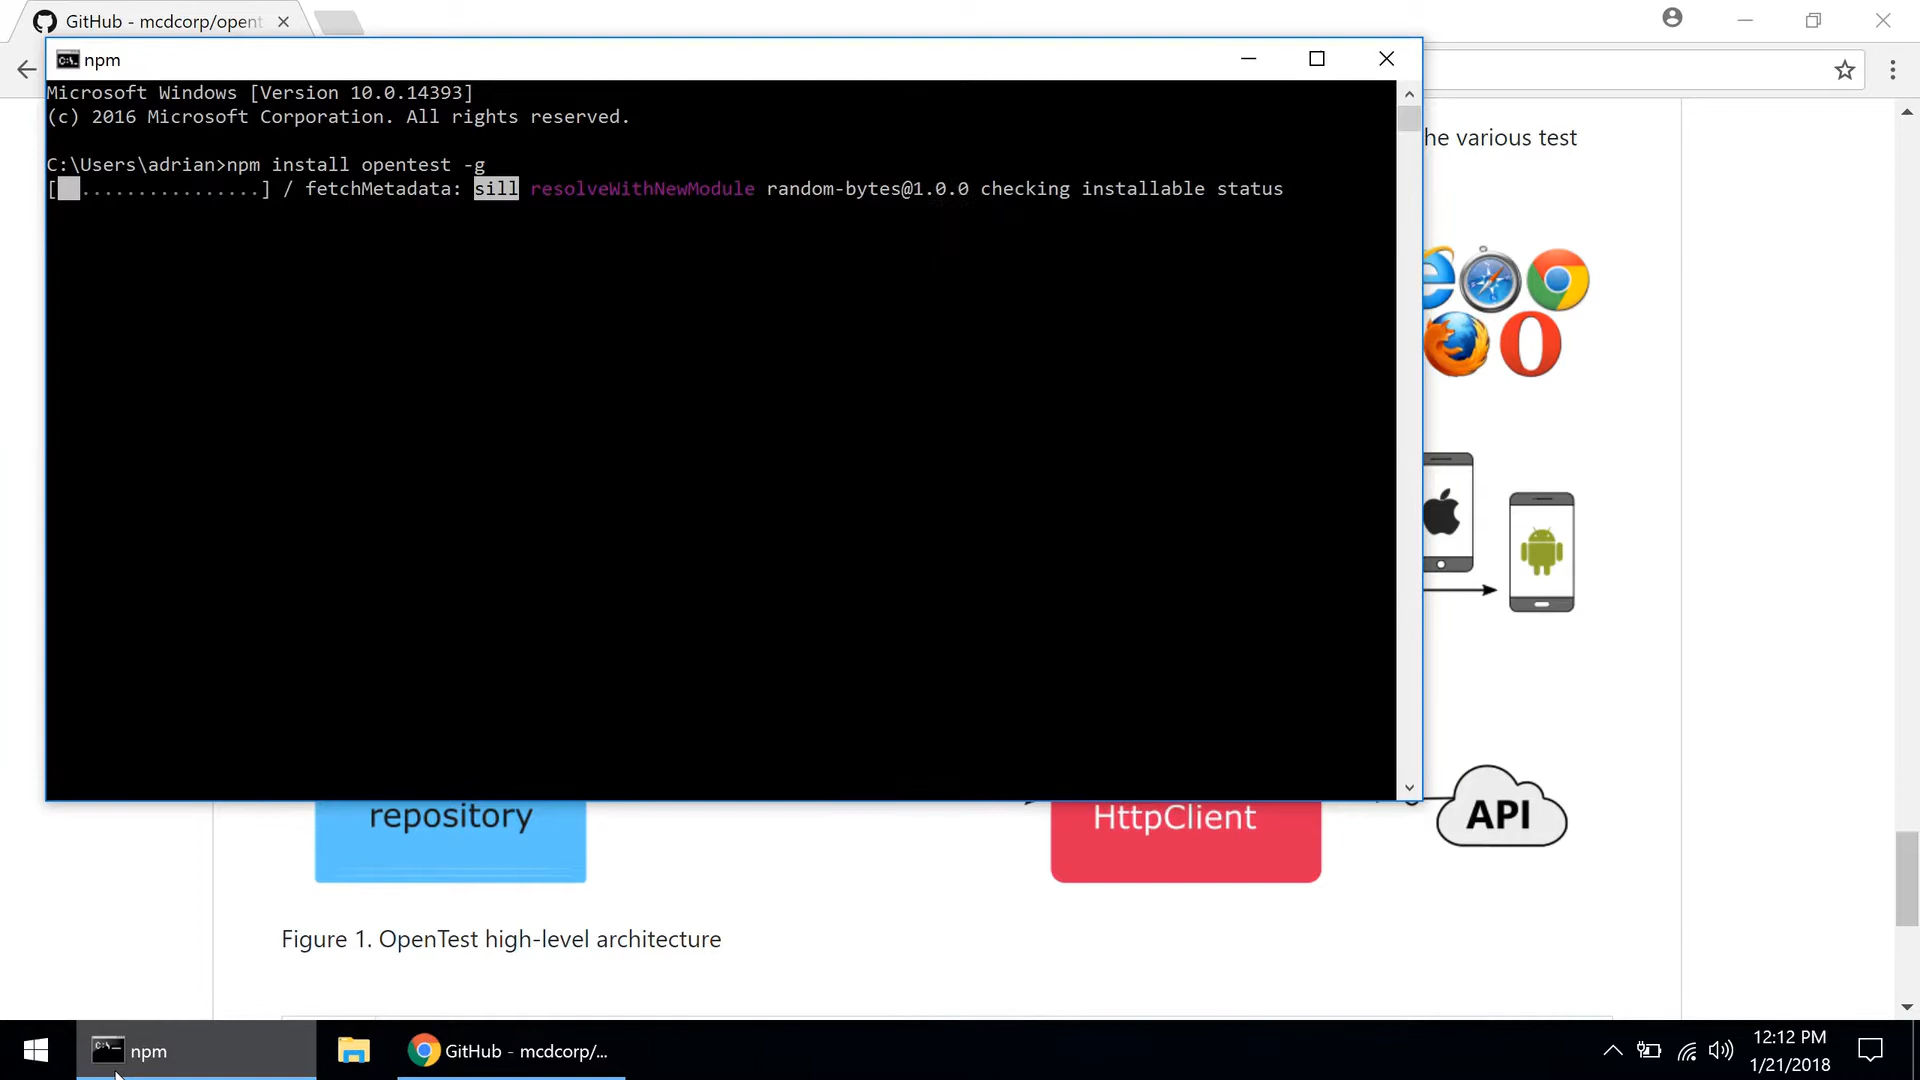 GitHub - mcdcorp/opent
npm
Microsoft Windows [Version 10.0.14393]
(c) 2016 Microsoft Corporation. All rights reserved.
C:\Users\adrian>npm install opentest -g
[ ................] / fetchMetadata: sill resolveWithNewModule random-bytes@1.0.0 checking installable status
he various test
repository
HttpClient
API
Figure 1. OpenTest high-level architecture
npm
GitHub - mcdcorp/...
12:12 PM
1/21/2018